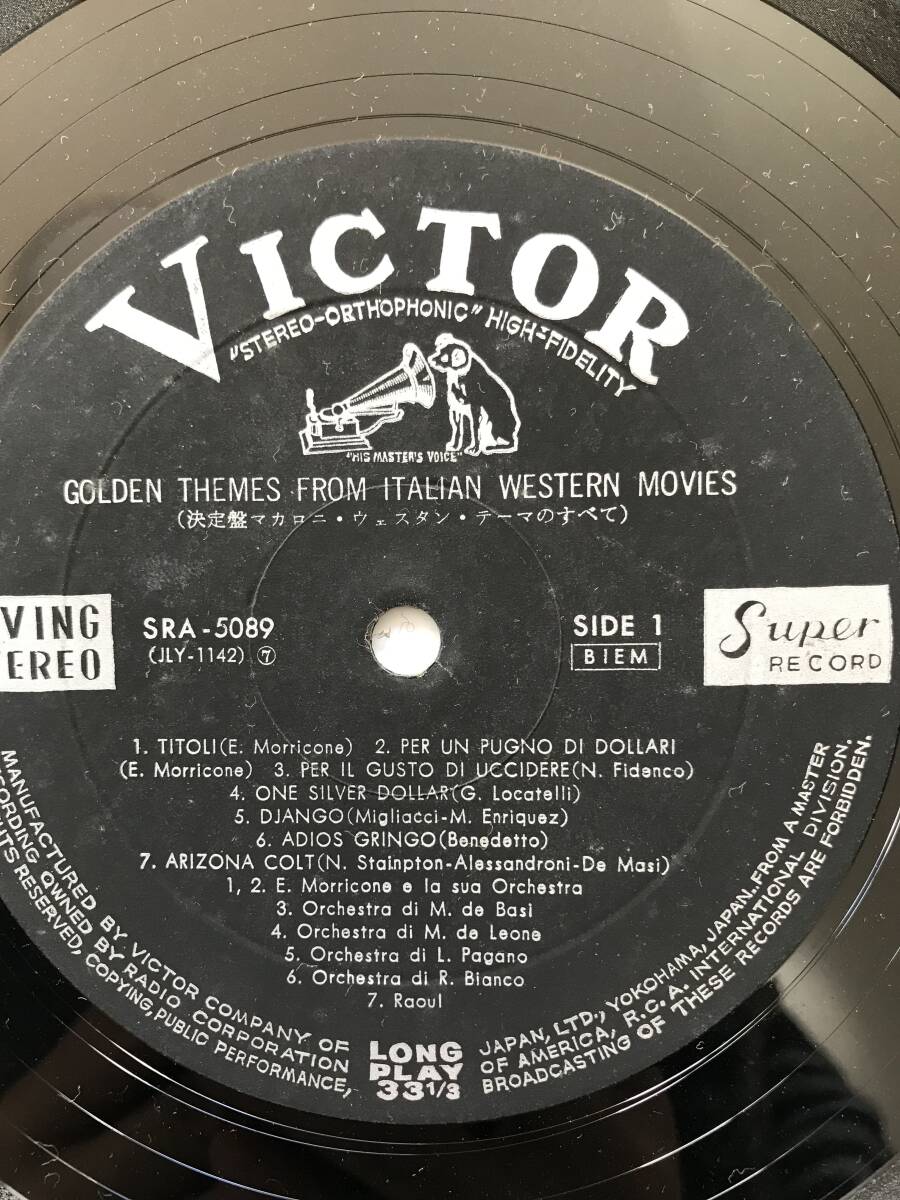 VICTOR
"STEREO-ORTHOPHONIC" HIGH-FIDELITY
"HIS MASTER'S VOICE"
GOLDEN THEMES FROM ITALIAN WESTERN MOVIES
(決定盤マカロニ・ウェスタン・テーマのすべて)
VING
EREO
SRA-5089
(JLY-1142) ⑦
SIDE 1
BIEM
Super
RECORD
1. TITOLI(E. Morricone) 2. PER UN PUGNO DI DOLLARI
(E. Morricone) 3. PER IL GUSTO DI UCCIDERE(N. Fidenco)
4. ONE SILVER DOLLAR(G. Locatelli)
5. DJANGO(Migliacci-M. Enriquez)
6. ADIOS GRINGO(Benedetto)
7. ARIZONA COLT(N. Stainpton-Alessandroni-De Masi)
1, 2. E. Morricone e la sua Orchestra
3. Orchestra di M. de Basi
4. Orchestra di M. de Leone
5. Orchestra di L. Pagano
6. Orchestra di R. Bianco
7. Raoul
LONG
PLAY
33 1/3
MANUFACTURED BY VICTOR COMPANY OF JAPAN, LTD., YOKOHAMA, JAPAN, FROM A MASTER
CORDING OWNED BY RADIO CORPORATION OF AMERICA, R.C.A. INTERNATIONAL DIVISION.
HTS RESERVED, COPYING, PUBLIC PERFORMANCE, BROADCASTING OF THESE RECORDS ARE FORBIDDEN.